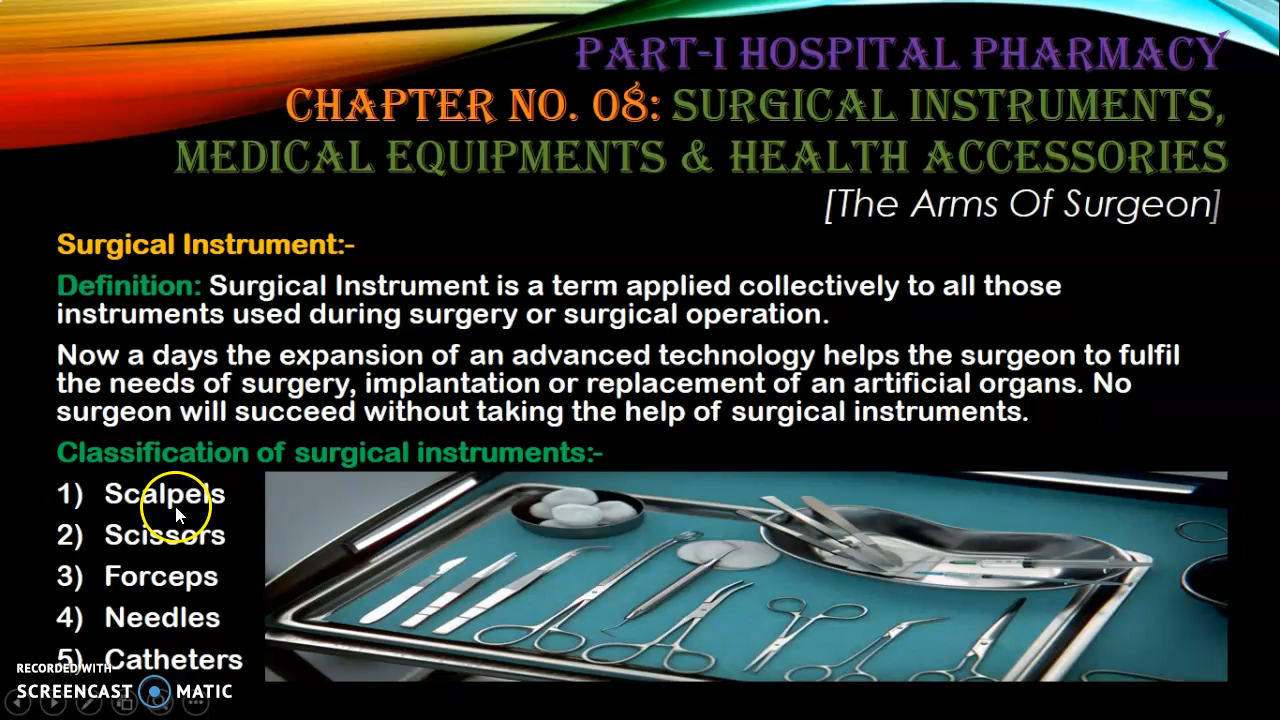 PART-I HOSPITAL PHARMACY
CHAPTER NO. 08: SURGICAL INSTRUMENTS,
MEDICAL EQUIPMENTS & HEALTH ACCESSORIES
[The Arms Of Surgeon]
Surgical Instrument:-
Definition: Surgical Instrument is a term applied collectively to all those
instruments used during surgery or surgical operation.
Now a days the expansion of an advanced technology helps the surgeon to fulfil
the needs of surgery, implantation or replacement of an artificial organs. No
surgeon will succeed without taking the help of surgical instruments.
Classification of surgical instruments:-
1) Scalpels
2) Scissors
3) Forceps
4) Needles
5) Catheters
RECORDED WITH
SCREENCAST MATIC